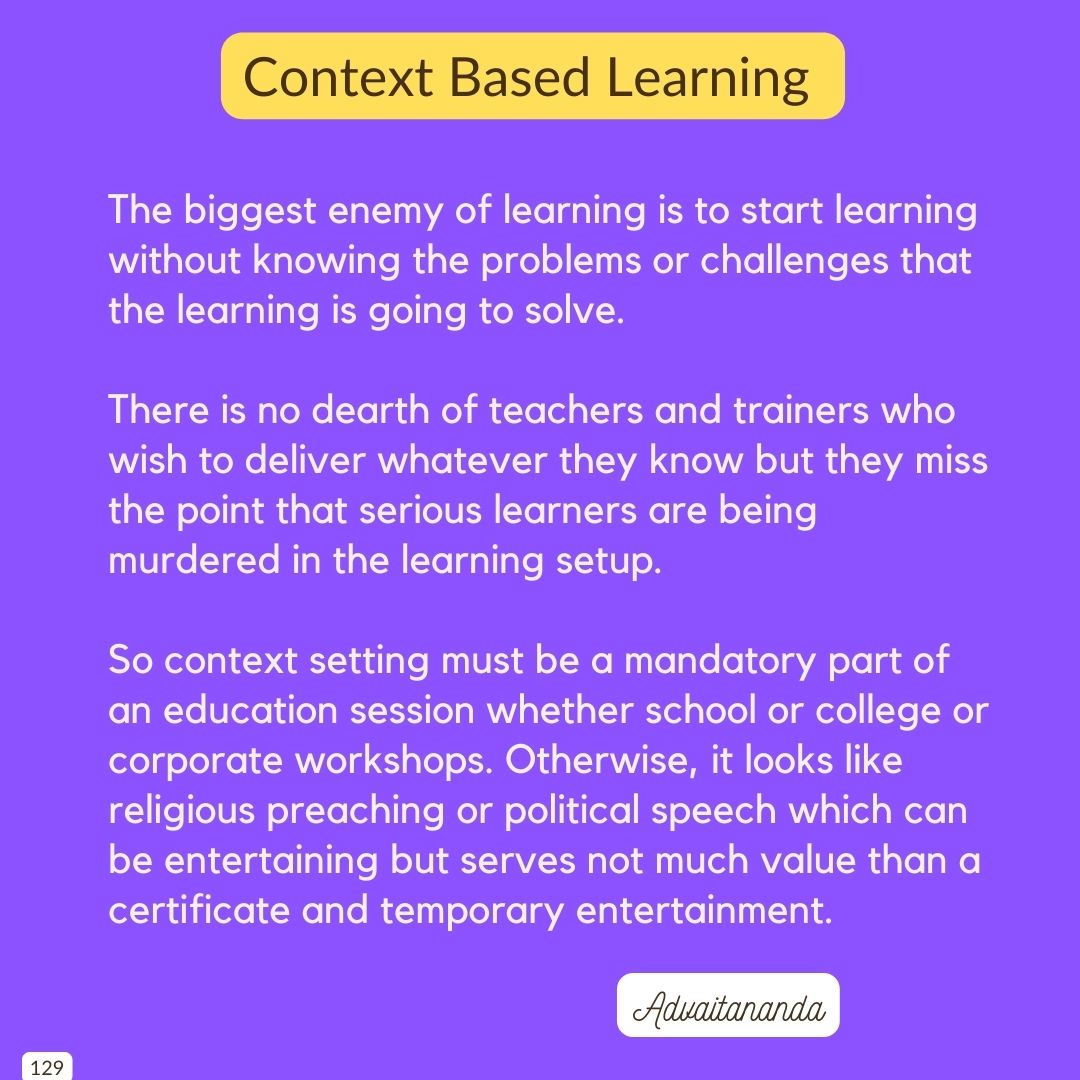 Context Based Learning
The biggest enemy of learning is to start learning
without knowing the problems or challenges that
the learning is going to solve.
There is no dearth of teachers and trainers who
wish to deliver whatever they know but they miss
the point that serious learners are being
murdered in the learning setup.
So context setting must be a mandatory part of
an education session whether school or college or
corporate workshops. Otherwise, it looks like
religious preaching or political speech which can
be entertaining but serves not much value than a
certificate and temporary entertainment.
Advaitananda
129